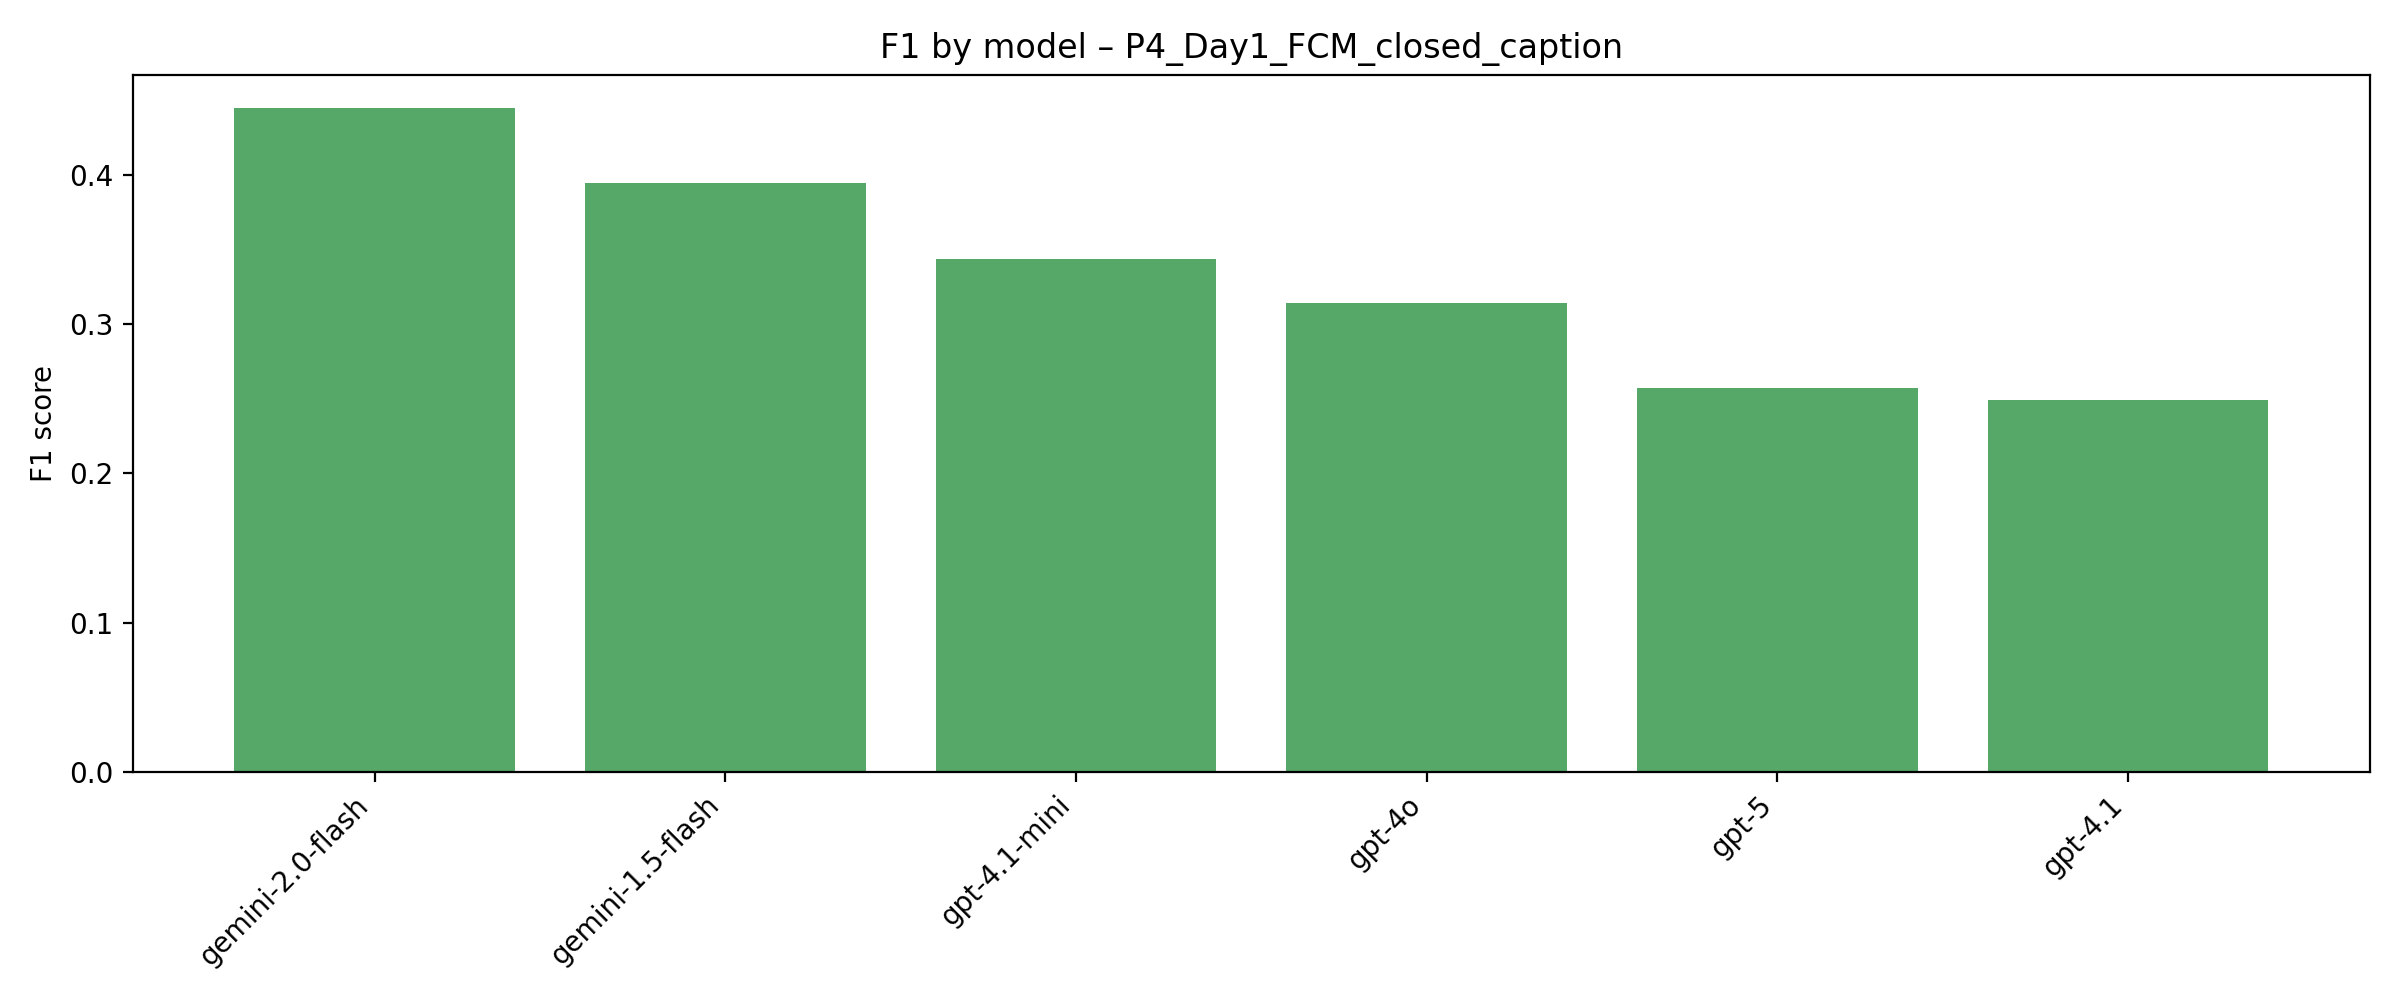 F1 by model – P4_Day1_FCM_closed_caption
F1 score
0.4
0.3
0.2
0.1
0.0
gemini-2.0-flash
gemini-1.5-flash
gpt-4.1-mini
gpt-4o
gpt-5
gpt-4.1